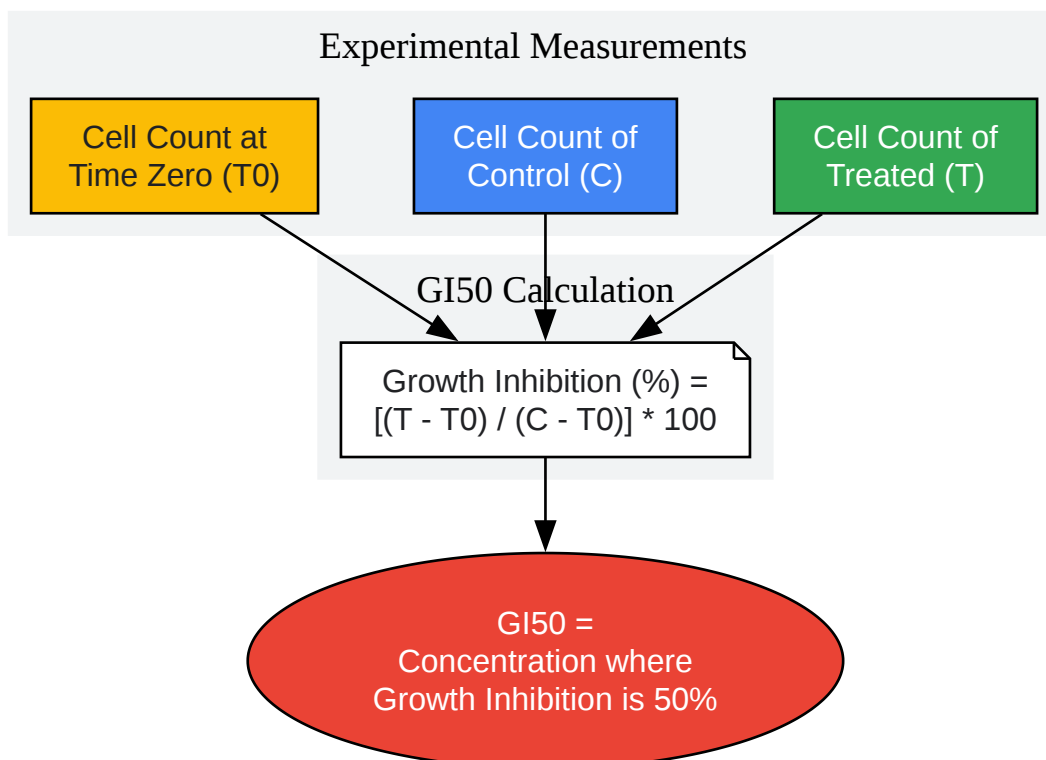 Experimental Measurements
Cell Count at
Time Zero (T0)
Cell Count of
Control (C)
Cell Count of
Treated (T)
GI50 Calculation
Growth Inhibition (%) =
[(T - T0) / (C - T0)] * 100
GI50 =
Concentration where
Growth Inhibition is 50%